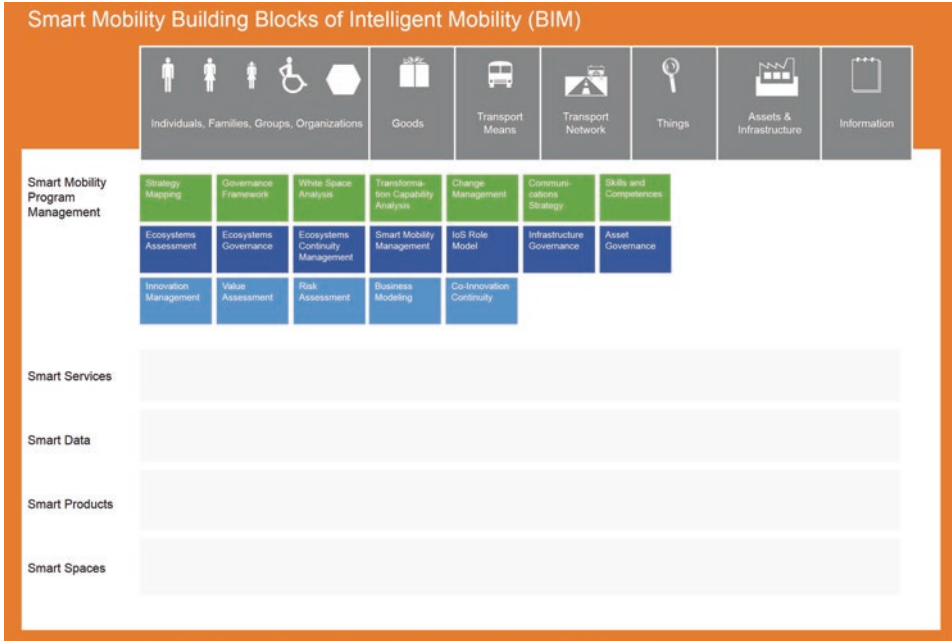 Smart Mobility Building Blocks of Intelligent Mobility (BIM)
Individuals, Families, Groups, Organizations
Goods
Transport
Means
Transport
Network
Things
Assets &
Infrastructure
Information
Smart Mobility
Program
Management
Strategy
Mapping
Governance
Framework
White Space
Analysis
Transforma-
tion Capability
Analysis
Change
Management
Communi-
cations
Strategy
Skills and
Competences
Ecosystems
Assessment
Ecosystems
Governance
Ecosystems
Continuity
Management
Smart Mobility
Management
IoS Role
Model
Infrastructure
Governance
Asset
Governance
Innovation
Management
Value
Assessment
Risk
Assessment
Business
Modeling
Co-Innovation
Continuity
Smart Services
Smart Data
Smart Products
Smart Spaces